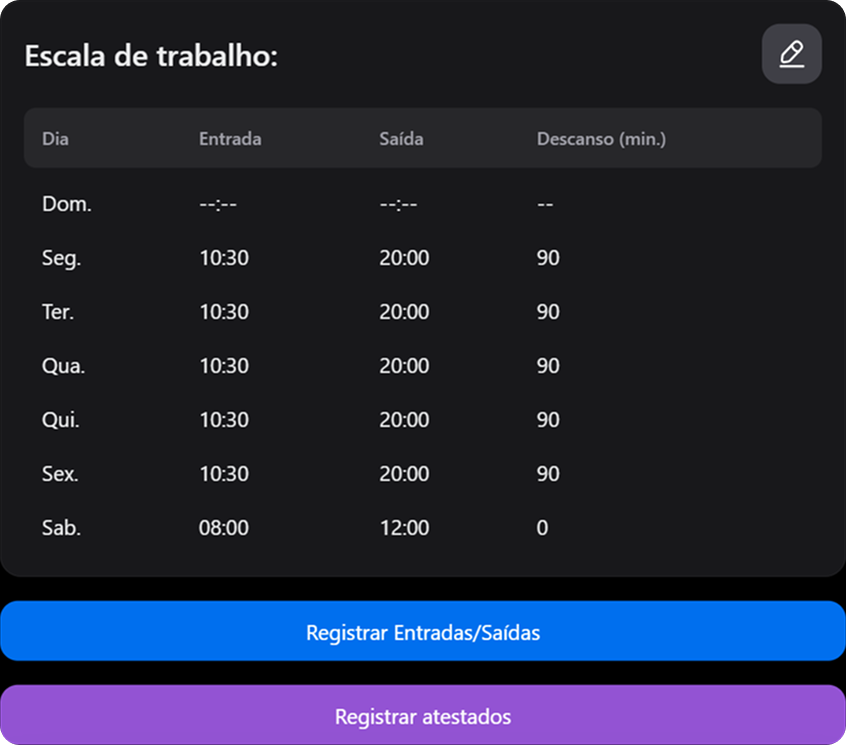 Escala de trabalho:
Dia Entrada Saída Descanso (min.)
Dom. --:-- --:-- --
Seg. 10:30 20:00 90
Ter. 10:30 20:00 90
Qua. 10:30 20:00 90
Qui. 10:30 20:00 90
Sex. 10:30 20:00 90
Sab. 08:00 12:00 0
Registrar Entradas/Saídas
Registrar atestados